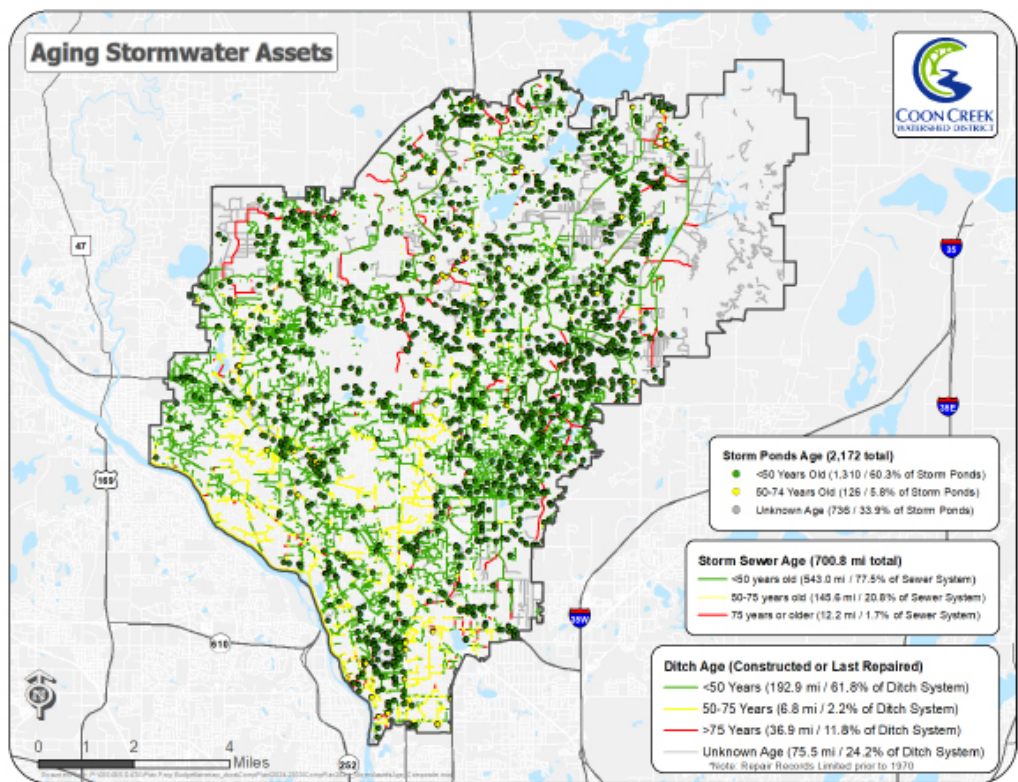 Aging Stormwater Assets
COON CREEK
WATERSHED DISTRICT
47
35
35E
169
Storm Ponds Age (2,172 total)
<50 Years Old (1,310 / 60.3% of Storm Ponds)
50-74 Years Old (126 / 5.8% of Storm Ponds)
Unknown Age (736 / 33.9% of Storm Ponds)
Storm Sewer Age (700.8 mi total)
<50 years old (543.0 mi / 77.5% of Sewer System)
50-75 years old (145.6 mi / 20.8% of Sewer System)
75 years or older (12.2 mi / 1.7% of Sewer System)
35W
610
Ditch Age (Constructed or Last Repaired)
<50 Years (192.9 mi / 61.8% of Ditch System)
50-75 Years (6.8 mi / 2.2% of Ditch System)
>75 Years (36.9 mi / 11.8% of Ditch System)
Unknown Age (75.5 mi / 24.2% of Ditch System)
*Note: Repair Records Limited prior to 1970
N
0 1 2 4
Miles
252